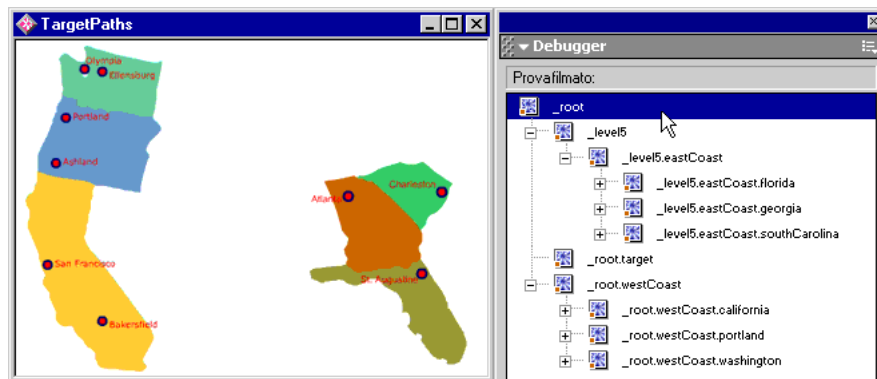 TargetPaths
Olympia
Ellensburg
Portland
Ashland
San Francisco
Bakersfield
Charleston
Atlanta
St. Augustine
Debugger
Provafilmato:
_root
_level5
_level5.eastCoast
_level5.eastCoast.florida
_level5.eastCoast.georgia
_level5.eastCoast.southCarolina
_root.target
_root.westCoast
_root.westCoast.california
_root.westCoast.portland
_root.westCoast.washington